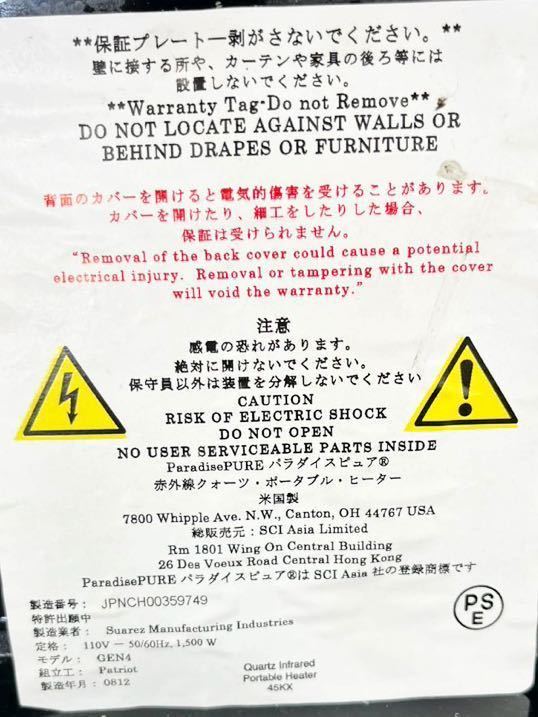 **保証プレート一剥がさないでください。**
壁に接する所や、カーテンや家具の後ろ等には
設置しないでください。
**Warranty Tag-Do not Remove**
DO NOT LOCATE AGAINST WALLS OR
BEHIND DRAPES OR FURNITURE
背面のカバーを開けると電気的傷害を受けることがあります。
カバーを開けたり、細工をしたりした場合、
保証は受けられません。
“Removal of the back cover could cause a potential
electrical injury. Removal or tampering with the cover
will void the warranty.”
注意
感電の恐れがあります。
絶対に開けないでください。
保守員以外は装置を分解しないでください
CAUTION
RISK OF ELECTRIC SHOCK
DO NOT OPEN
NO USER SERVICEABLE PARTS INSIDE
ParadisePURE パラダイスピュア®
赤外線クォーツ・ポータブル・ヒーター
米国製
7800 Whipple Ave. N.W., Canton, OH 44767 USA
総販売元：SCI Asia Limited
Rm 1801 Wing On Central Building
26 Des Voeux Road Central Hong Kong
ParadisePURE パラダイスピュア®は SCI Asia 社の登録商標です
製造番号： JPNCH00359749
特許出願中
製造業者： Suarez Manufacturing Industries
定格： 110V － 50/60Hz, 1,500 W
モデル： GEN4
組立工： Patriot
製造年月：0812
Quartz Infrared
Portable Heater
45KX
PS
E